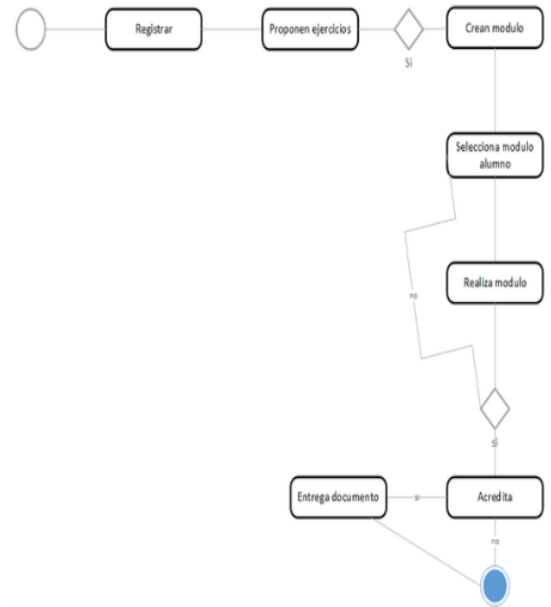 Registrar
Proponen ejercicios
Crean modulo
Si
Selecciona modulo
alumno
Realiza modulo
no
si
Entrega documento
si
Acredita
no